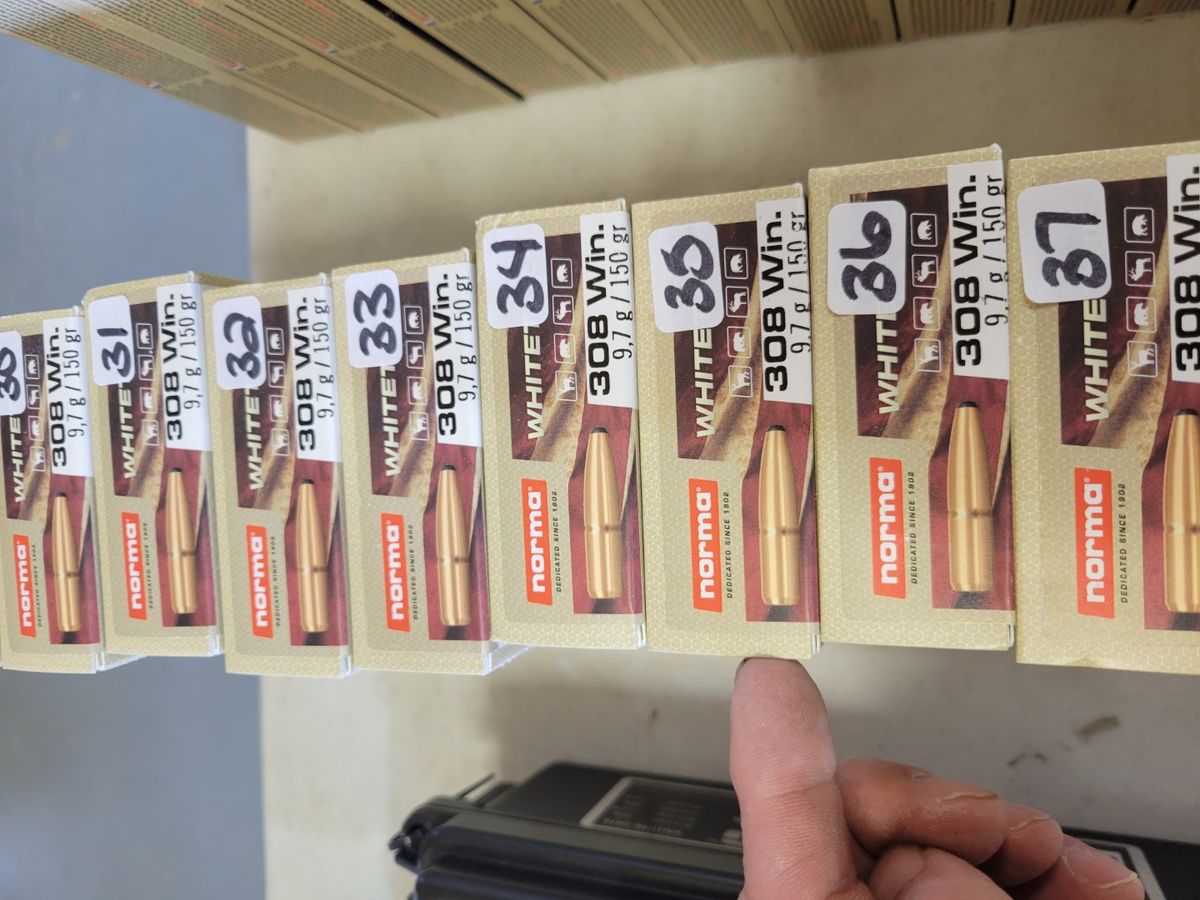 30
WHITE
308 Win.
9,7 g / 150 gr
norma
DEDICATED SINCE 1902
31
WHITE
308 Win.
9,7 g / 150 gr
norma
DEDICATED SINCE 1902
32
WHITE
308 Win.
9,7 g / 150 gr
norma
DEDICATED SINCE 1902
33
WHITET
308 Win.
9,7 g / 150 gr
norma
DEDICATED SINCE 1902
34
WHITE
308 Win.
9,7 g / 150 gr
norma
DEDICATED SINCE 1902
35
WHITE
308 Win.
9,7 g / 150 gr
norma
DEDICATED SINCE 1902
36
WHIT
308 Win.
9,7 g / 150 gr
norma
DEDICATED SINCE 1902
37
WHITE
308 Win.
norma
DEDICATED SINCE 1902